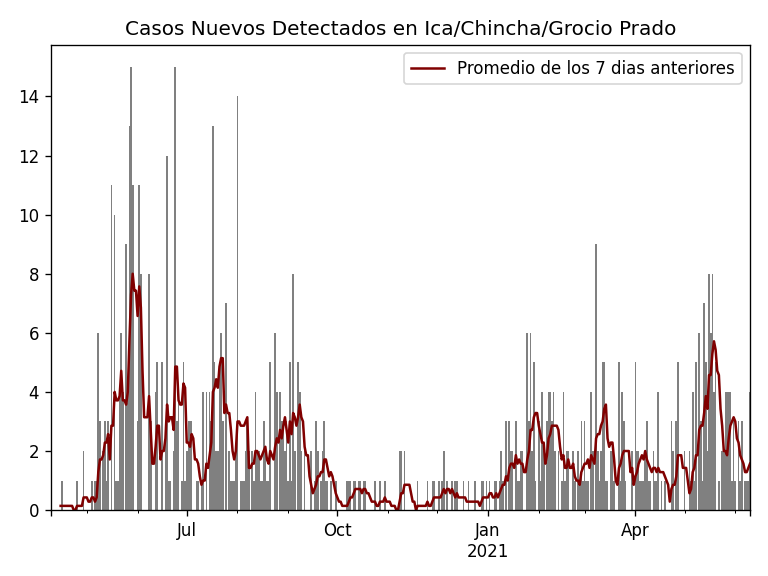 Casos Nuevos Detectados en Ica/Chincha/Grocio Prado
Promedio de los 7 dias anteriores
14
12
10
8
6
4
2
0
Jul
Oct
Jan
2021
Apr